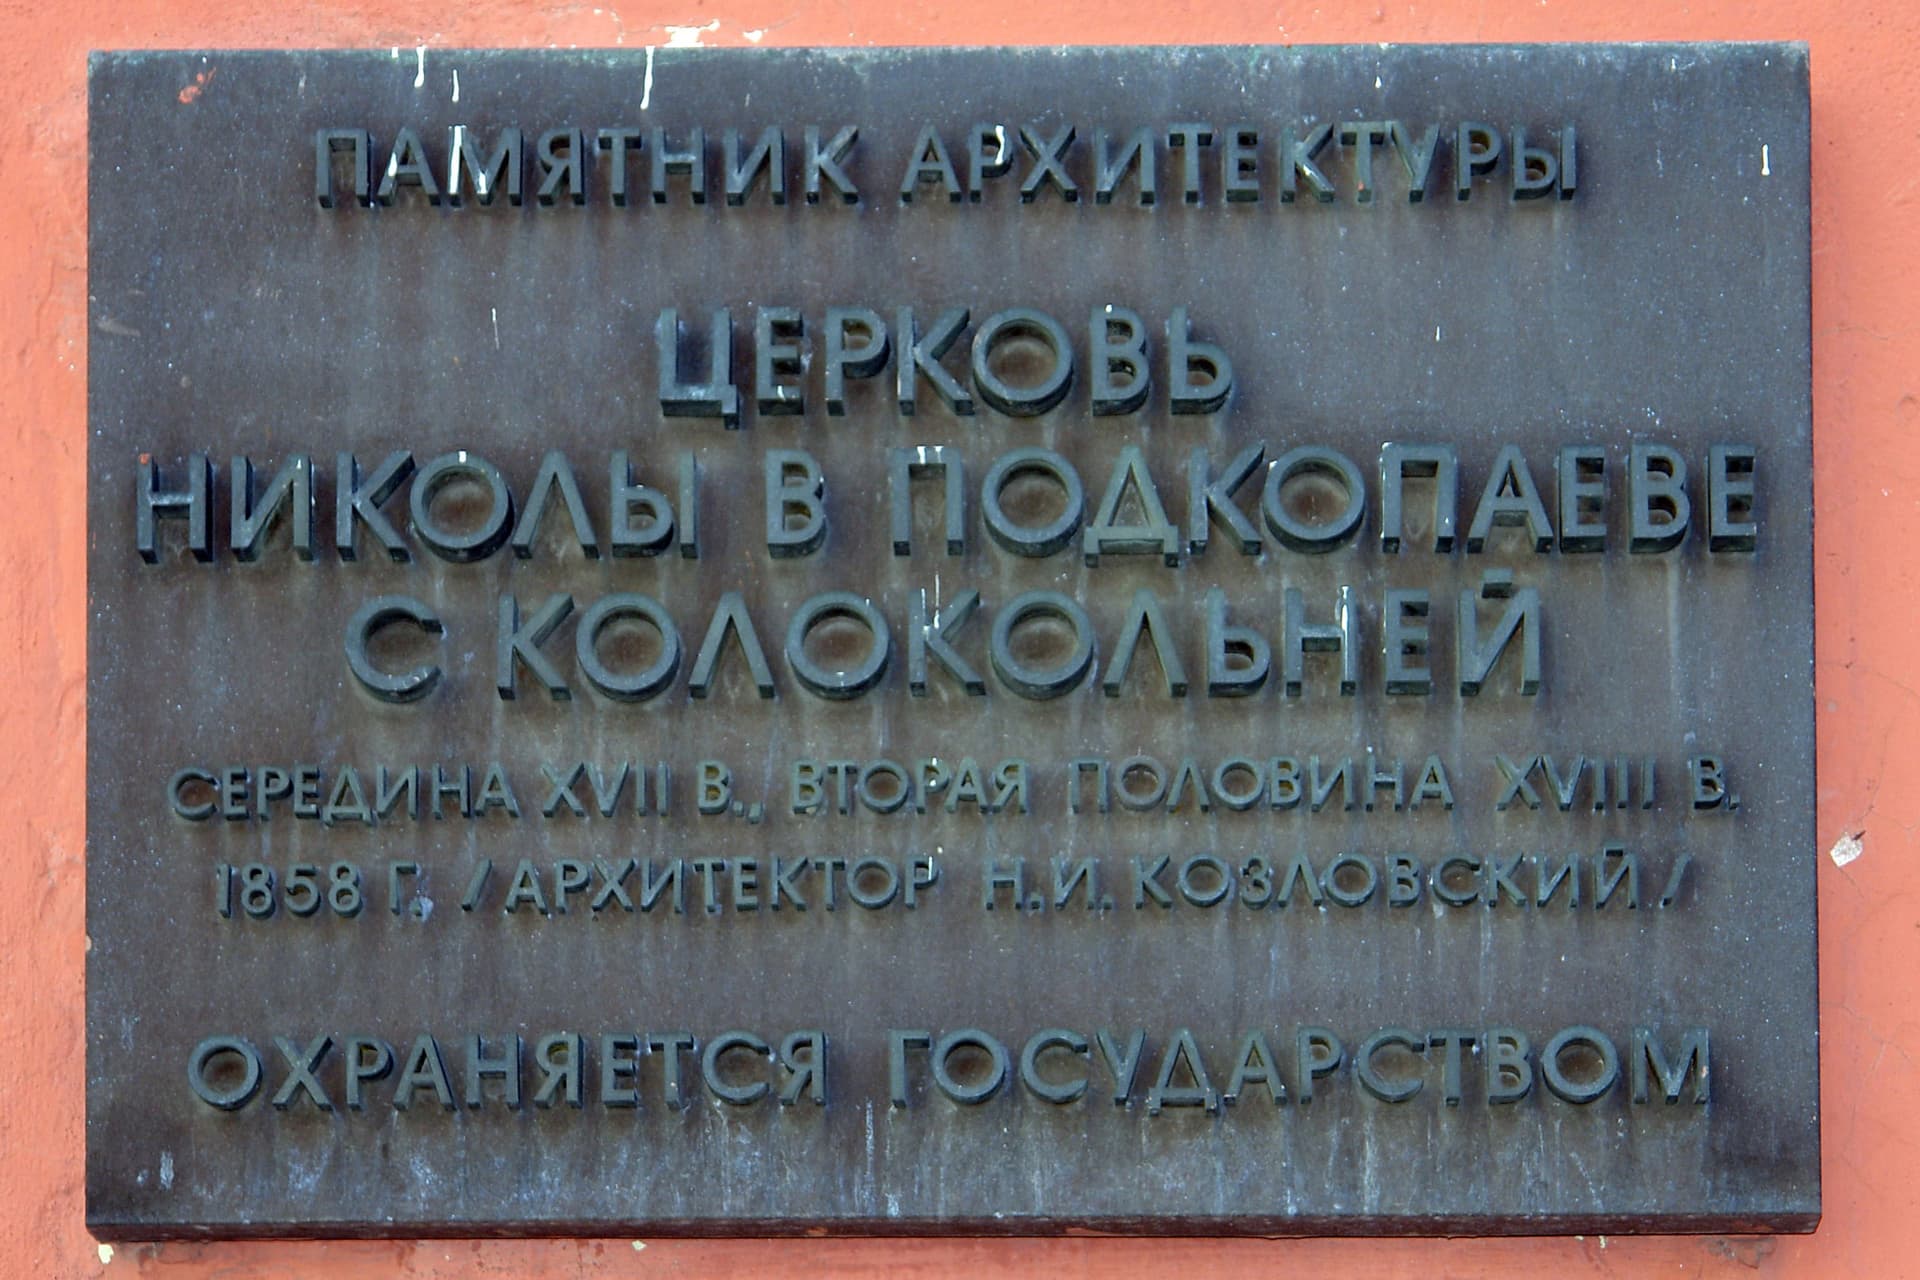 ПАМЯТНИК АРХИТЕКТУРЫ
ЦЕРКОВЬ
НИКОЛЫ В ПОДКОПАЕВЕ
С КОЛОКОЛЬНЕЙ
СЕРЕДИНА XVII В., ВТОРАЯ ПОЛОВИНА XVIII В.
1858 Г. /АРХИТЕКТОР Н.И. КОЗЛОВСКИЙ/
ОХРАНЯЕТСЯ ГОСУДАРСТВОМ